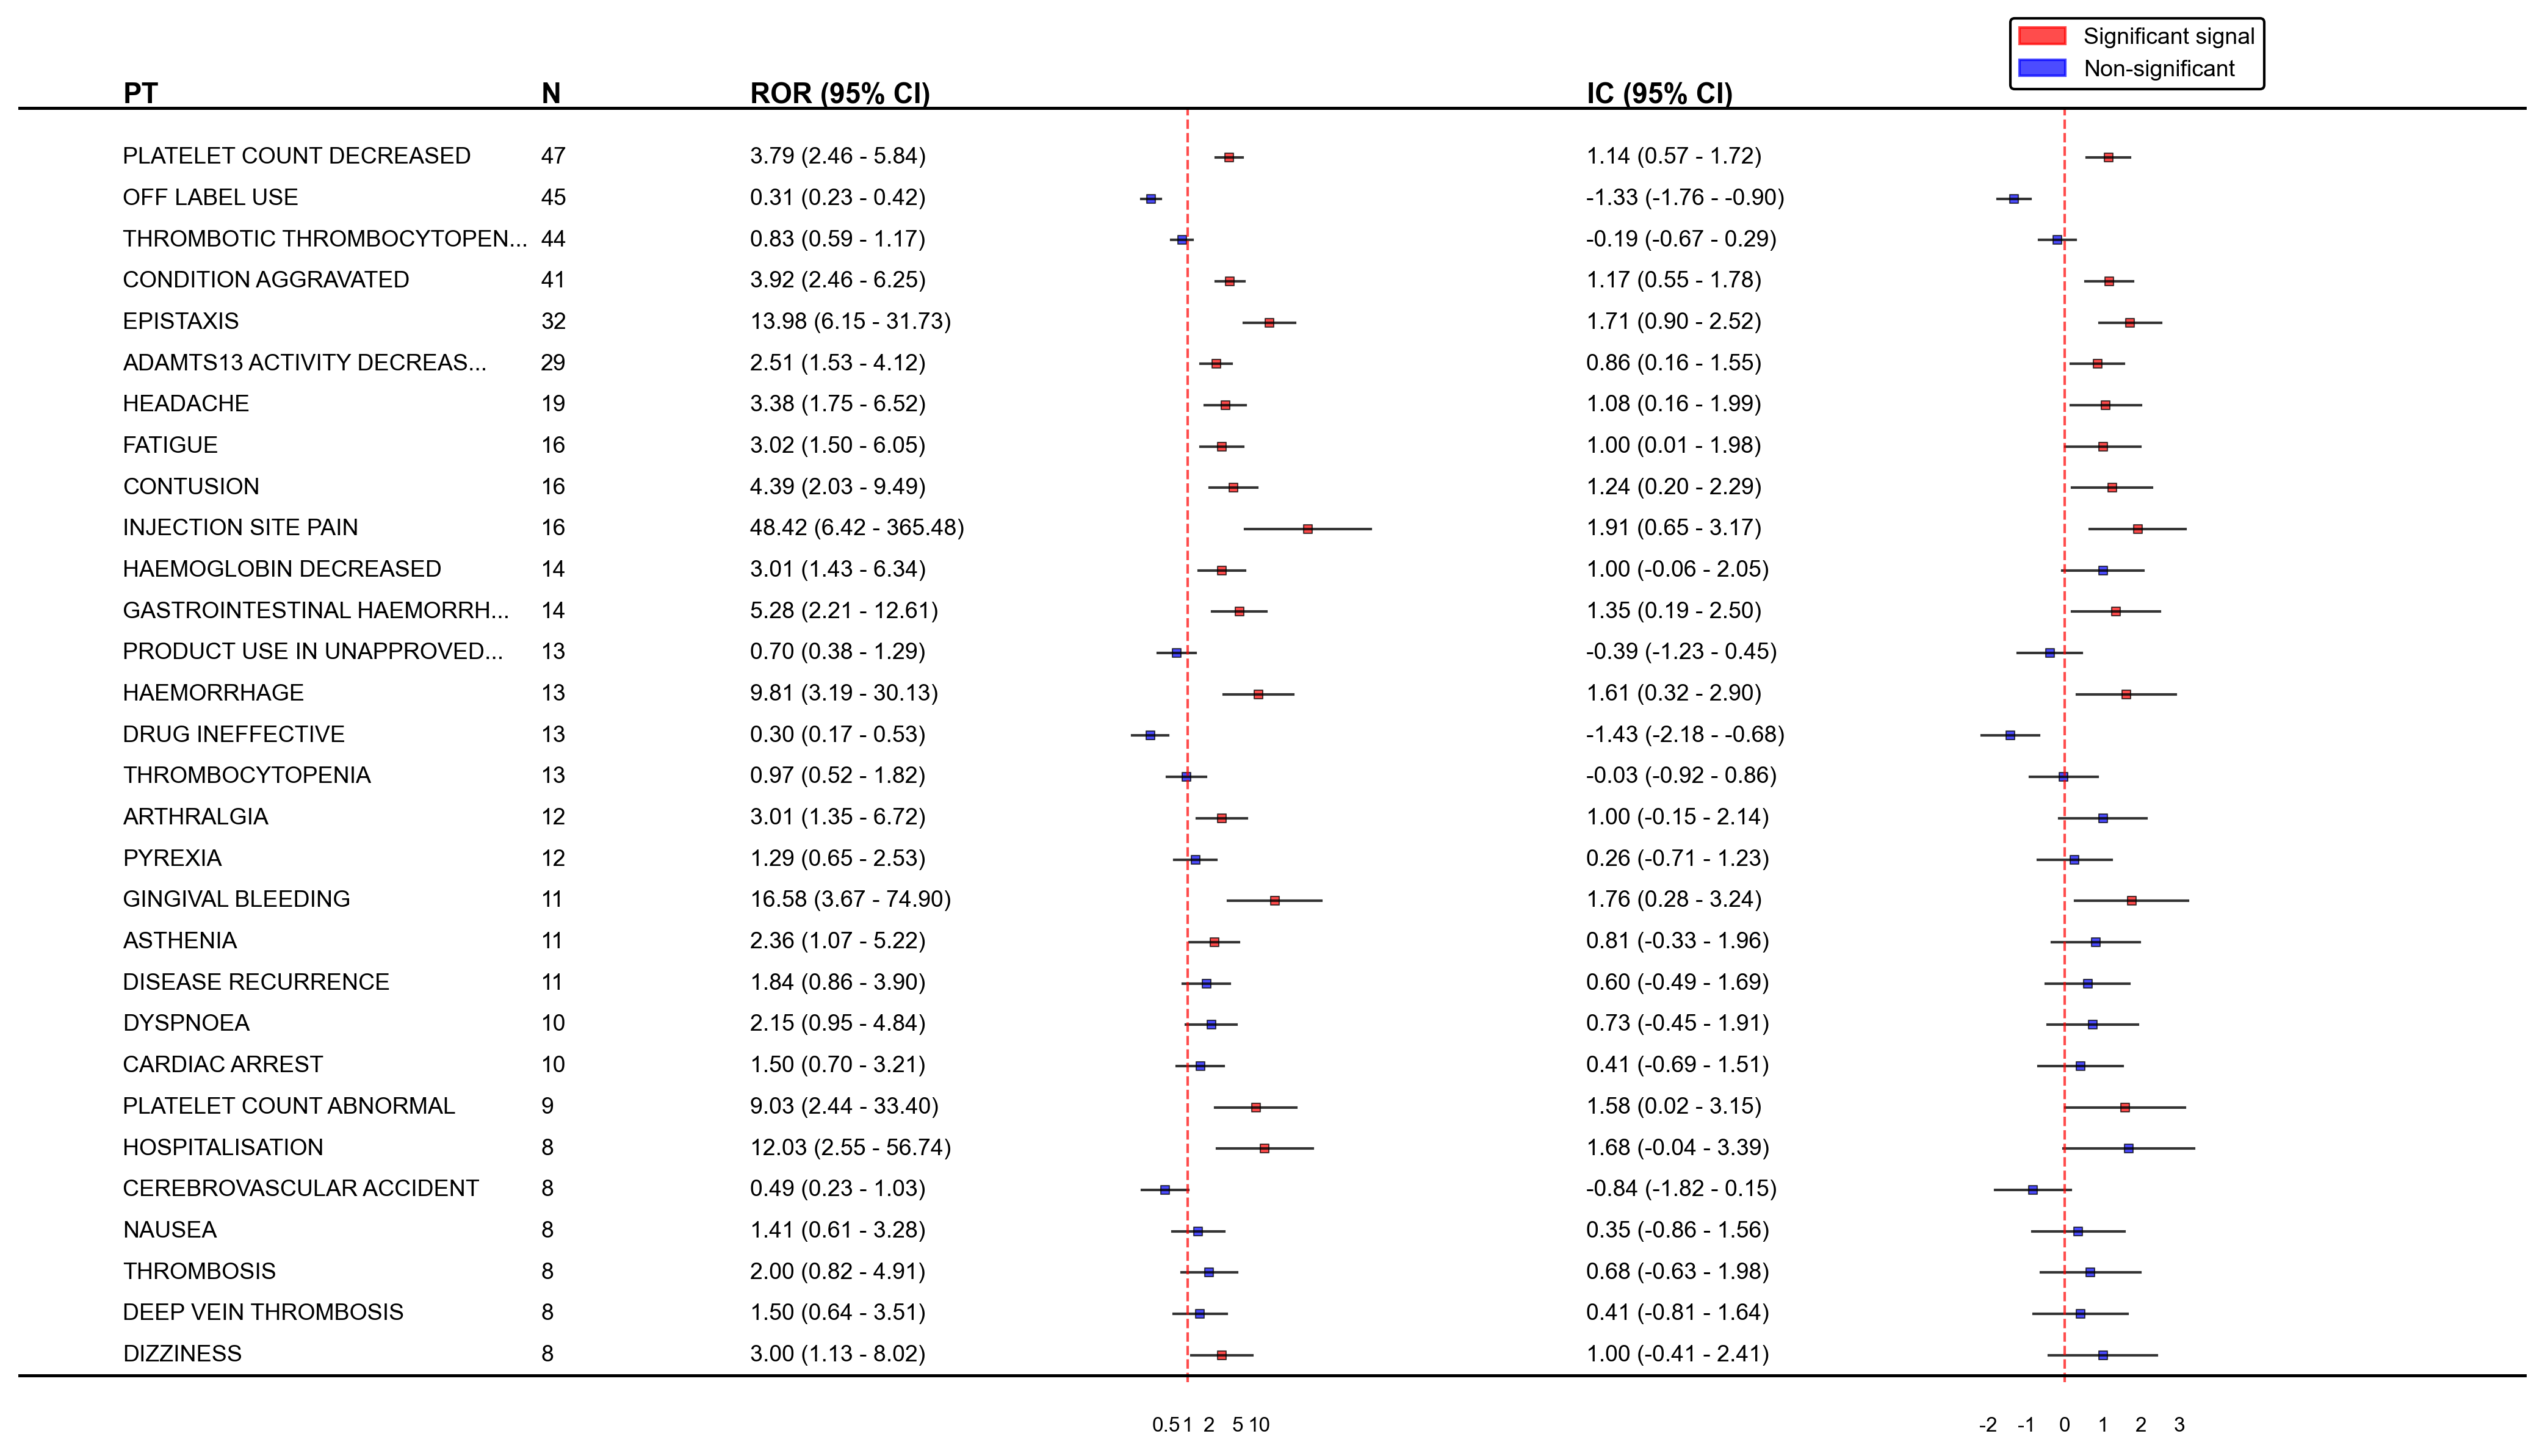 Significant signal
Non-significant
PT N ROR (95% CI) IC (95% CI)
PLATELET COUNT DECREASED 47 3.79 (2.46 - 5.84) 1.14 (0.57 - 1.72)
OFF LABEL USE 45 0.31 (0.23 - 0.42) -1.33 (-1.76 - -0.90)
THROMBOTIC THROMBOCYTOPEN... 44 0.83 (0.59 - 1.17) -0.19 (-0.67 - 0.29)
CONDITION AGGRAVATED 41 3.92 (2.46 - 6.25) 1.17 (0.55 - 1.78)
EPISTAXIS 32 13.98 (6.15 - 31.73) 1.71 (0.90 - 2.52)
ADAMTS13 ACTIVITY DECREAS... 29 2.51 (1.53 - 4.12) 0.86 (0.16 - 1.55)
HEADACHE 19 3.38 (1.75 - 6.52) 1.08 (0.16 - 1.99)
FATIGUE 16 3.02 (1.50 - 6.05) 1.00 (0.01 - 1.98)
CONTUSION 16 4.39 (2.03 - 9.49) 1.24 (0.20 - 2.29)
INJECTION SITE PAIN 16 48.42 (6.42 - 365.48) 1.91 (0.65 - 3.17)
HAEMOGLOBIN DECREASED 14 3.01 (1.43 - 6.34) 1.00 (-0.06 - 2.05)
GASTROINTESTINAL HAEMORRH... 14 5.28 (2.21 - 12.61) 1.35 (0.19 - 2.50)
PRODUCT USE IN UNAPPROVED... 13 0.70 (0.38 - 1.29) -0.39 (-1.23 - 0.45)
HAEMORRHAGE 13 9.81 (3.19 - 30.13) 1.61 (0.32 - 2.90)
DRUG INEFFECTIVE 13 0.30 (0.17 - 0.53) -1.43 (-2.18 - -0.68)
THROMBOCYTOPENIA 13 0.97 (0.52 - 1.82) -0.03 (-0.92 - 0.86)
ARTHRALGIA 12 3.01 (1.35 - 6.72) 1.00 (-0.15 - 2.14)
PYREXIA 12 1.29 (0.65 - 2.53) 0.26 (-0.71 - 1.23)
GINGIVAL BLEEDING 11 16.58 (3.67 - 74.90) 1.76 (0.28 - 3.24)
ASTHENIA 11 2.36 (1.07 - 5.22) 0.81 (-0.33 - 1.96)
DISEASE RECURRENCE 11 1.84 (0.86 - 3.90) 0.60 (-0.49 - 1.69)
DYSPNOEA 10 2.15 (0.95 - 4.84) 0.73 (-0.45 - 1.91)
CARDIAC ARREST 10 1.50 (0.70 - 3.21) 0.41 (-0.69 - 1.51)
PLATELET COUNT ABNORMAL 9 9.03 (2.44 - 33.40) 1.58 (0.02 - 3.15)
HOSPITALISATION 8 12.03 (2.55 - 56.74) 1.68 (-0.04 - 3.39)
CEREBROVASCULAR ACCIDENT 8 0.49 (0.23 - 1.03) -0.84 (-1.82 - 0.15)
NAUSEA 8 1.41 (0.61 - 3.28) 0.35 (-0.86 - 1.56)
THROMBOSIS 8 2.00 (0.82 - 4.91) 0.68 (-0.63 - 1.98)
DEEP VEIN THROMBOSIS 8 1.50 (0.64 - 3.51) 0.41 (-0.81 - 1.64)
DIZZINESS 8 3.00 (1.13 - 8.02) 1.00 (-0.41 - 2.41)
0.5 1 2 5 10 -2 -1 0 1 2 3